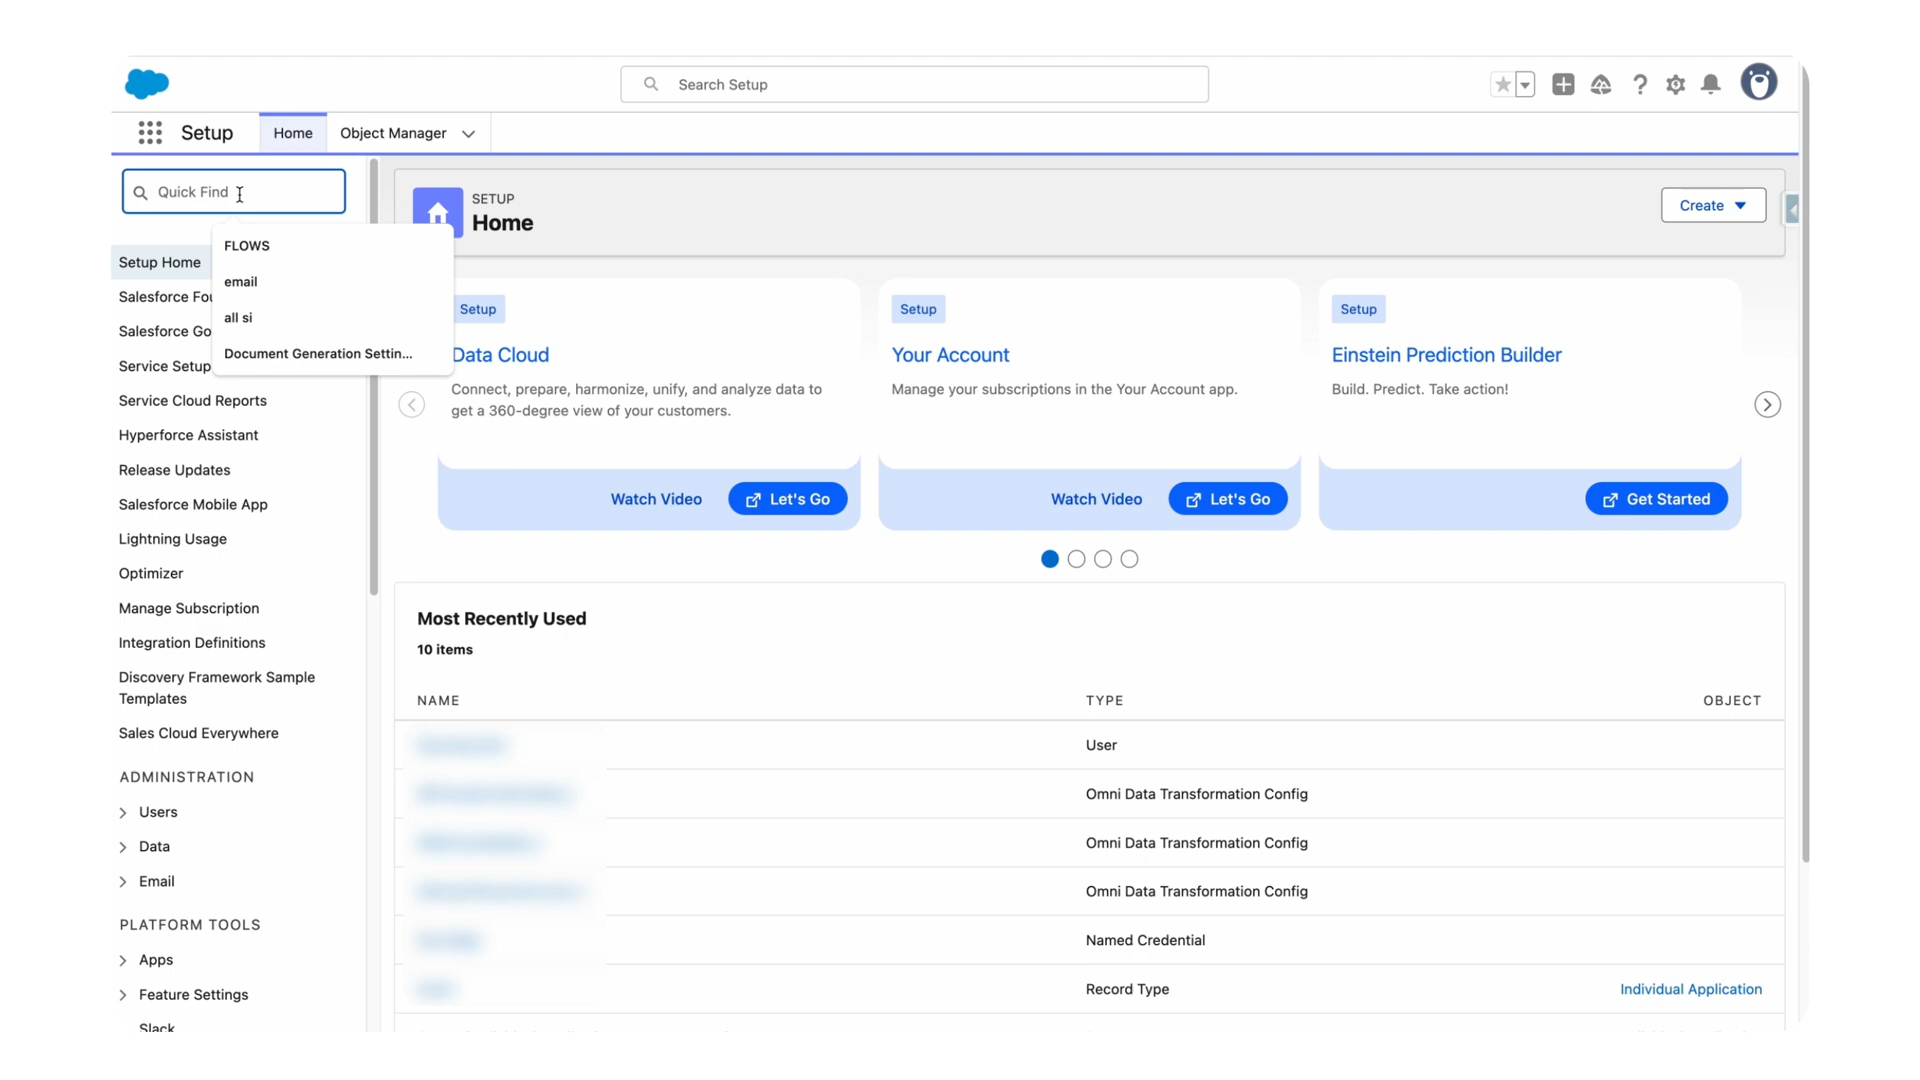 Search Setup
Setup
Home
Object Manager
Quick Find
FLOWS
email
all si
Document Generation Settin...
Setup Home
Salesforce Fou
Salesforce Go
Service Setup
Service Cloud Reports
Hyperforce Assistant
Release Updates
Salesforce Mobile App
Lightning Usage
Optimizer
Manage Subscription
Integration Definitions
Discovery Framework Sample
Templates
Sales Cloud Everywhere
ADMINISTRATION
Users
Data
Email
PLATFORM TOOLS
Apps
Feature Settings
Slack
SETUP
Home
Create
Setup
Data Cloud
Connect, prepare, harmonize, unify, and analyze data to
get a 360-degree view of your customers.
Watch Video
Let's Go
Setup
Your Account
Manage your subscriptions in the Your Account app.
Watch Video
Let's Go
Setup
Einstein Prediction Builder
Build. Predict. Take action!
Get Started
Most Recently Used
10 items
NAME TYPE OBJECT
User
Omni Data Transformation Config
Omni Data Transformation Config
Omni Data Transformation Config
Named Credential
Record Type Individual Application